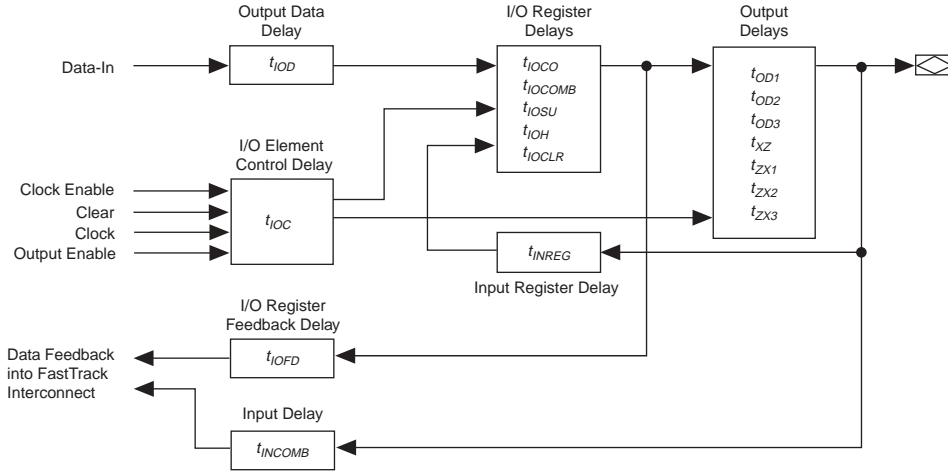 Output Data
Delay
I/O Register
Delays
Output
Delays
Data-In
tIOD
tIOCO
tIOCOMB
tIOSU
tIOH
tIOCLR
tOD1
tOD2
tOD3
tXZ
tZX1
tZX2
tZX3
I/O Element
Control Delay
Clock Enable
Clear
Clock
Output Enable
tIOC
tINREG
Input Register Delay
I/O Register
Feedback Delay
tIOFD
Data Feedback
into FastTrack
Interconnect
Input Delay
tINCOMB